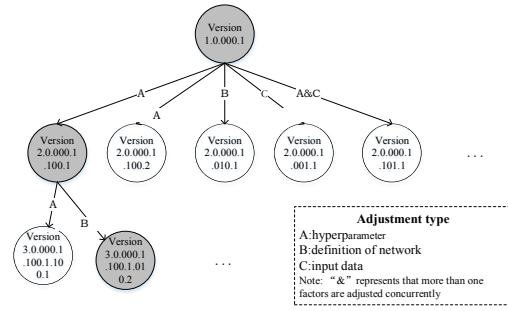 Version
1.0.000.1
A
A
B
C
A&C
Version
2.0.000.1
.100.1
Version
2.0.000.1
.100.2
Version
2.0.000.1
.010.1
Version
2.0.000.1
.001.1
Version
2.0.000.1
.101.1
. . .
A
B
Version
3.0.000.1
.100.1.10
0.1
Version
3.0.000.1
.100.1.01
0.2
. . .
Adjustment type
A:hyperparameter
B:definition of network
C:input data
Note: “&” represents that more than one
factors are adjusted concurrently